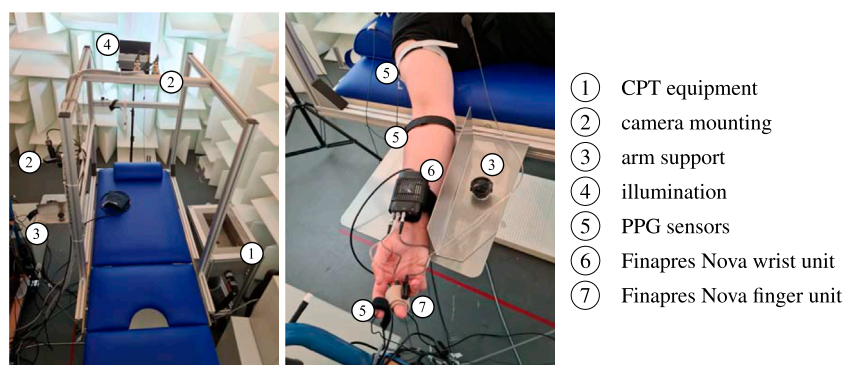 4
2
2
3
1
5
5
6
3
5
7
1 CPT equipment
2 camera mounting
3 arm support
4 illumination
5 PPG sensors
6 Finapres Nova wrist unit
7 Finapres Nova finger unit